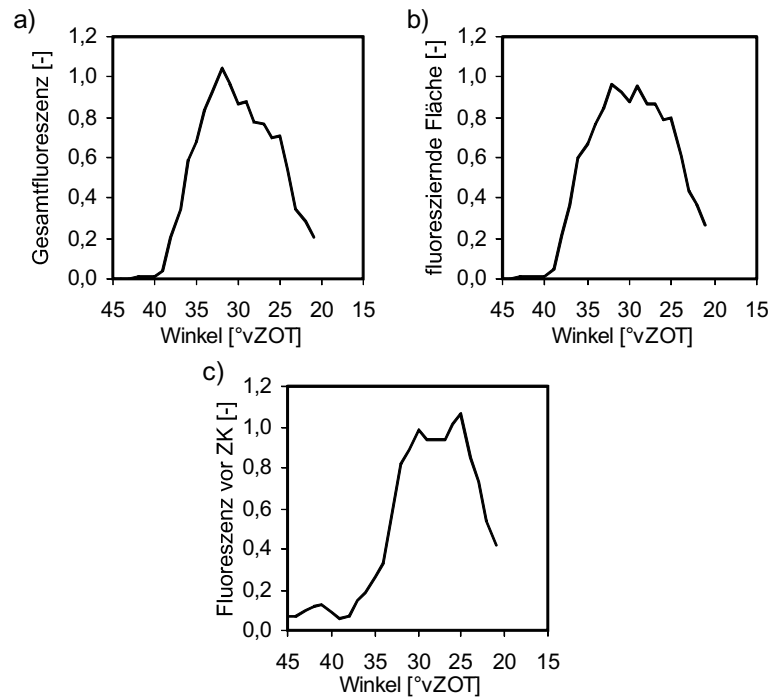 a)
Gesamtfluoreszenz [-]
1,2
1,0
0,8
0,6
0,4
0,2
0,0
45 40 35 30 25 20 15
Winkel [°vZOT]
b)
fluoresziernde Fläche [-]
1,2
1,0
0,8
0,6
0,4
0,2
0,0
45 40 35 30 25 20 15
Winkel [°vZOT]
c)
Fluoreszenz vor ZK [-]
1,2
1,0
0,8
0,6
0,4
0,2
0,0
45 40 35 30 25 20 15
Winkel [°vZOT]